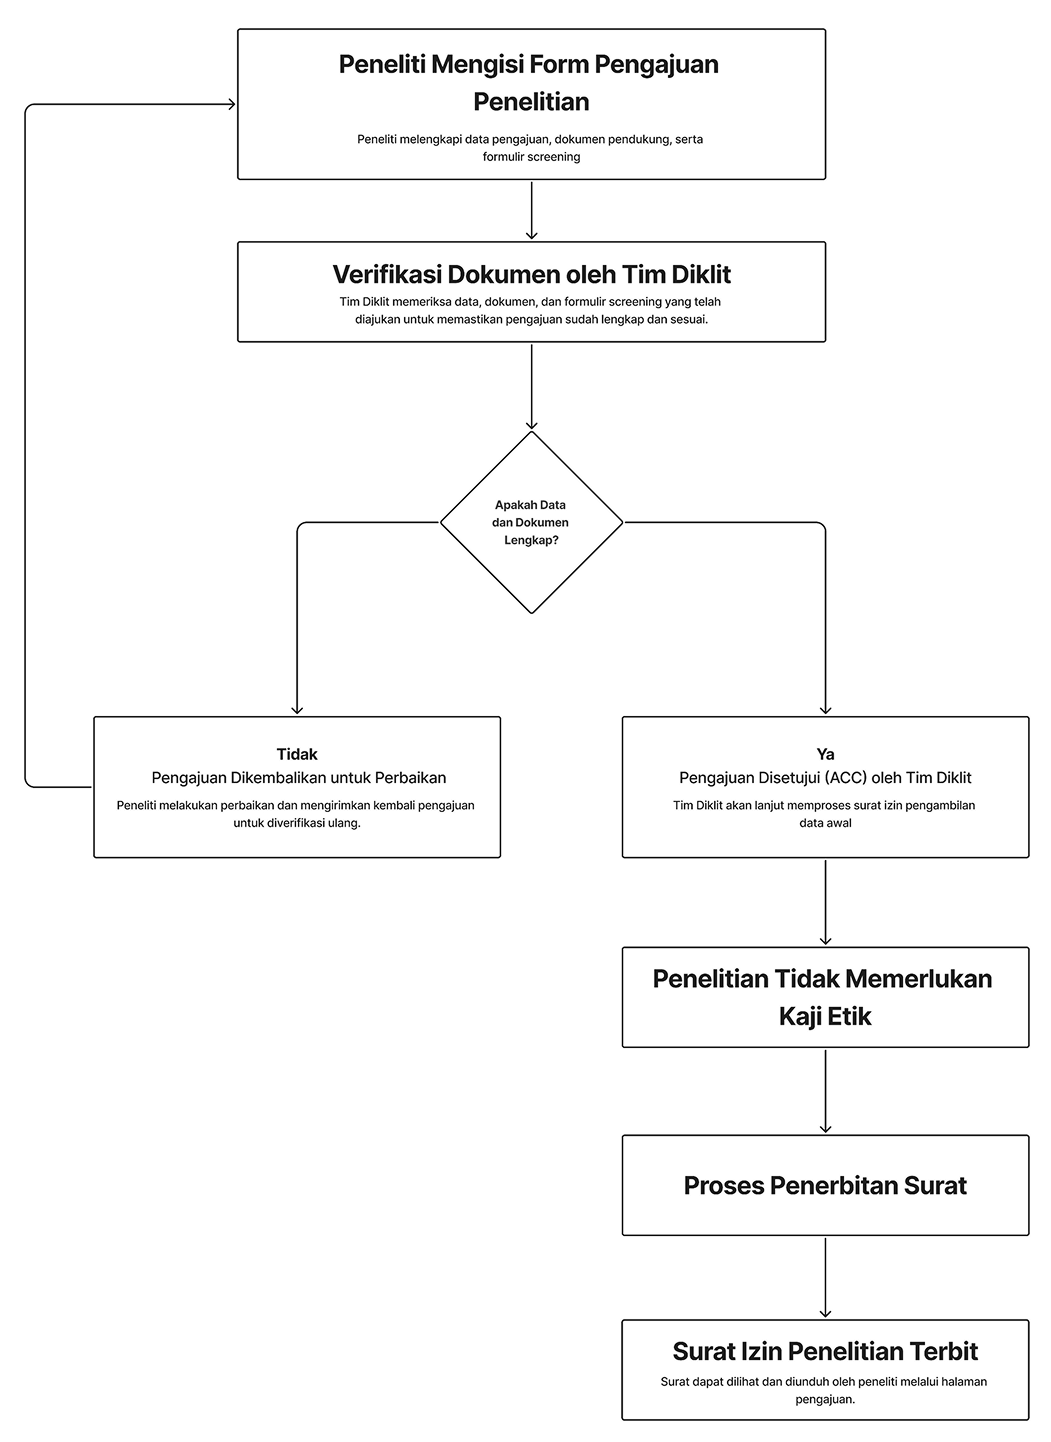 Peneliti Mengisi Form Pengajuan
Penelitian
Peneliti melengkapi data pengajuan, dokumen pendukung, serta
formulir screening
Verifikasi Dokumen oleh Tim Diklit
Tim Diklit memeriksa data, dokumen, dan formulir screening yang telah
diajukan untuk memastikan pengajuan sudah lengkap dan sesuai.
Apakah Data
dan Dokumen
Lengkap?
Tidak
Pengajuan Dikembalikan untuk Perbaikan
Peneliti melakukan perbaikan dan mengirimkan kembali pengajuan
untuk diverifikasi ulang.
Ya
Pengajuan Disetujui (ACC) oleh Tim Diklit
Tim Diklit akan lanjut memproses surat izin pengambilan
data awal
Penelitian Tidak Memerlukan
Kaji Etik
Proses Penerbitan Surat
Surat Izin Penelitian Terbit
Surat dapat dilihat dan diunduh oleh peneliti melalui halaman
pengajuan.